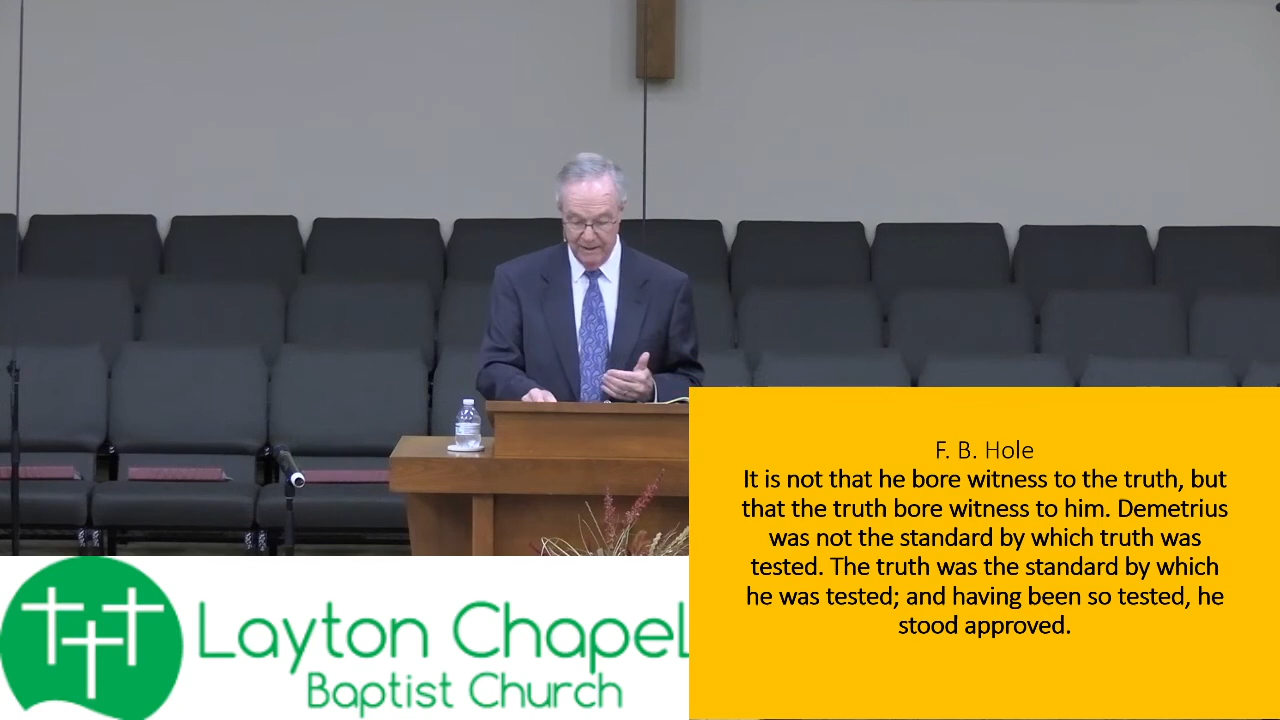 F. B. Hole
It is not that he bore witness to the truth, but
that the truth bore witness to him. Demetrius
was not the standard by which truth was
tested. The truth was the standard by which
he was tested; and having been so tested, he
stood approved.
Layton Chapel
Baptist Church